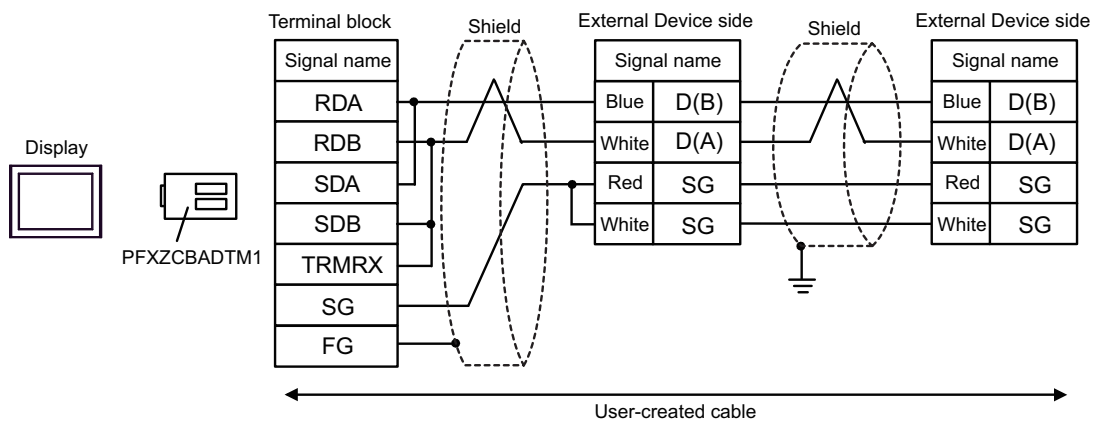 Terminal block
Shield
External Device side
Shield
External Device side
Signal name
Signal name
Signal name
RDA
Blue D(B)
Blue D(B)
RDB
White D(A)
White D(A)
Display
SDA
Red SG
Red SG
SDB
White SG
White SG
PFXZCBADTM1
TRMRX
SG
FG
User-created cable